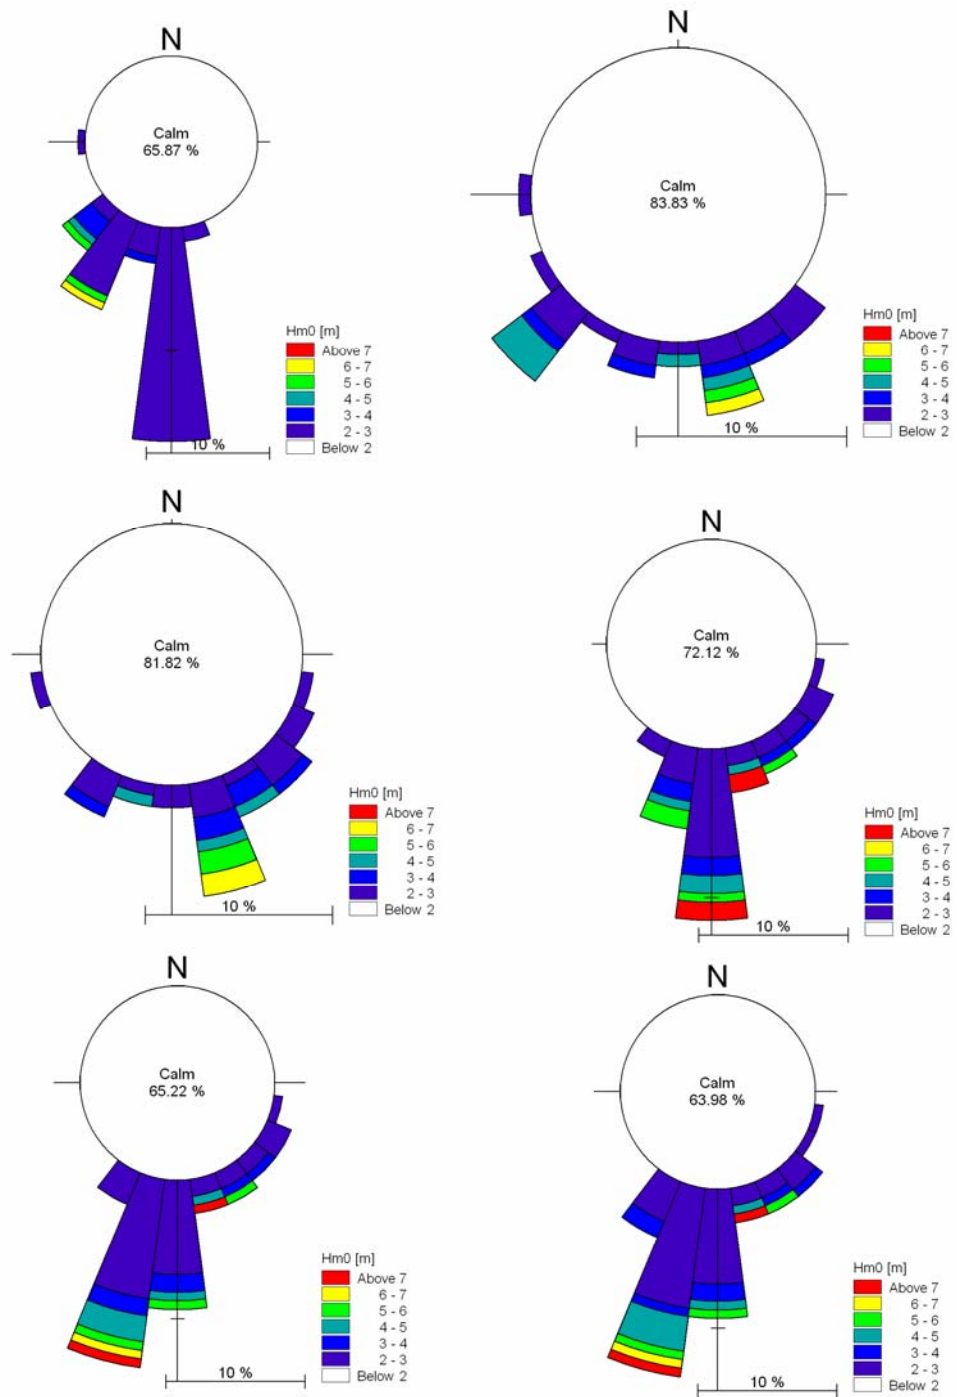 N
Calm
65.87 %
10 %
Hm0 [m]
Above 7
6 - 7
5 - 6
4 - 5
3 - 4
2 - 3
Below 2
N
Calm
83.83 %
10 %
Hm0 [m]
Above 7
6 - 7
5 - 6
4 - 5
3 - 4
2 - 3
Below 2
N
Calm
81.82 %
10 %
Hm0 [m]
Above 7
6 - 7
5 - 6
4 - 5
3 - 4
2 - 3
Below 2
N
Calm
72.12 %
10 %
Hm0 [m]
Above 7
6 - 7
5 - 6
4 - 5
3 - 4
2 - 3
Below 2
N
Calm
65.22 %
10 %
Hm0 [m]
Above 7
6 - 7
5 - 6
4 - 5
3 - 4
2 - 3
Below 2
N
Calm
63.98 %
10 %
Hm0 [m]
Above 7
6 - 7
5 - 6
4 - 5
3 - 4
2 - 3
Below 2